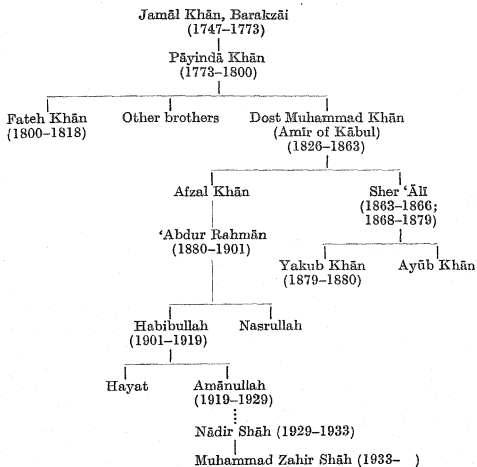 Jamāl Khān, Barakzāi
(1747–1773)
Pāyindā Khān
(1773–1800)
Fateh Khān Other brothers Dost Muhammad Khān
(1800–1818) (Amīr of Kābul)
(1826–1863)
Afzal Khān Sher ‘Ālī
(1863–1866;
1868–1879)
‘Abdur Rahmān
(1880–1901)
Yakub Khān Ayūb Khān
(1879–1880)
Habibullah Nasrullah
(1901–1919)
Hayat Amānullah
(1919–1929)
Nādir Shāh (1929–1933)
Muhammad Zahir Shāh (1933– )